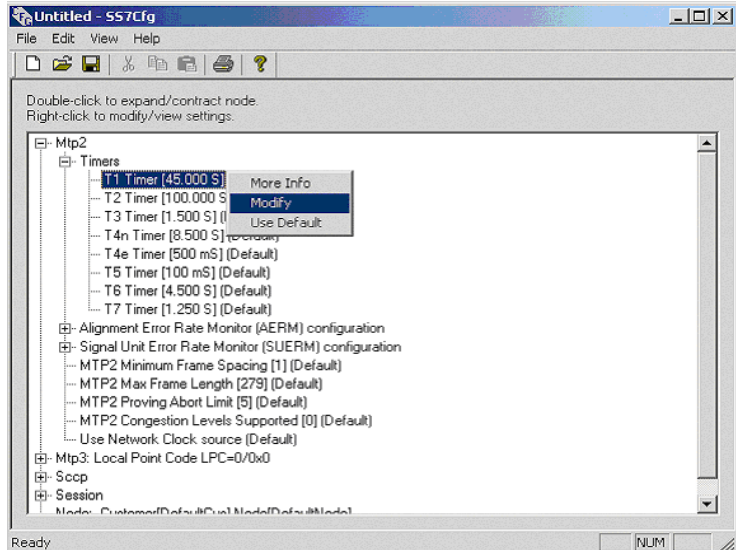 Untitled - SS7Cfg
File Edit View Help
Double-click to expand/contract node.
Right-click to modify/view settings.
Mtp2
Timers
T1 Timer [45.000 S]
More Info
T2 Timer [100.000 S
Modify
T3 Timer [1.500 S] (
Use Default
T4n Timer [8.500 S] (Default)
T4e Timer [500 mS] (Default)
T5 Timer [100 mS] (Default)
T6 Timer [4.500 S] (Default)
T7 Timer [1.250 S] (Default)
Alignment Error Rate Monitor (AERM) configuration
Signal Unit Error Rate Monitor (SUERM) configuration
MTP2 Minimum Frame Spacing [1] (Default)
MTP2 Max Frame Length [279] (Default)
MTP2 Proving Abort Limit [5] (Default)
MTP2 Congestion Levels Supported [0] (Default)
Use Network Clock source (Default)
Mtp3: Local Point Code LPC=0/0x0
Sccp
Session
Node: Customer[DefaultCus] Node[DefaultNode]
Ready
NUM